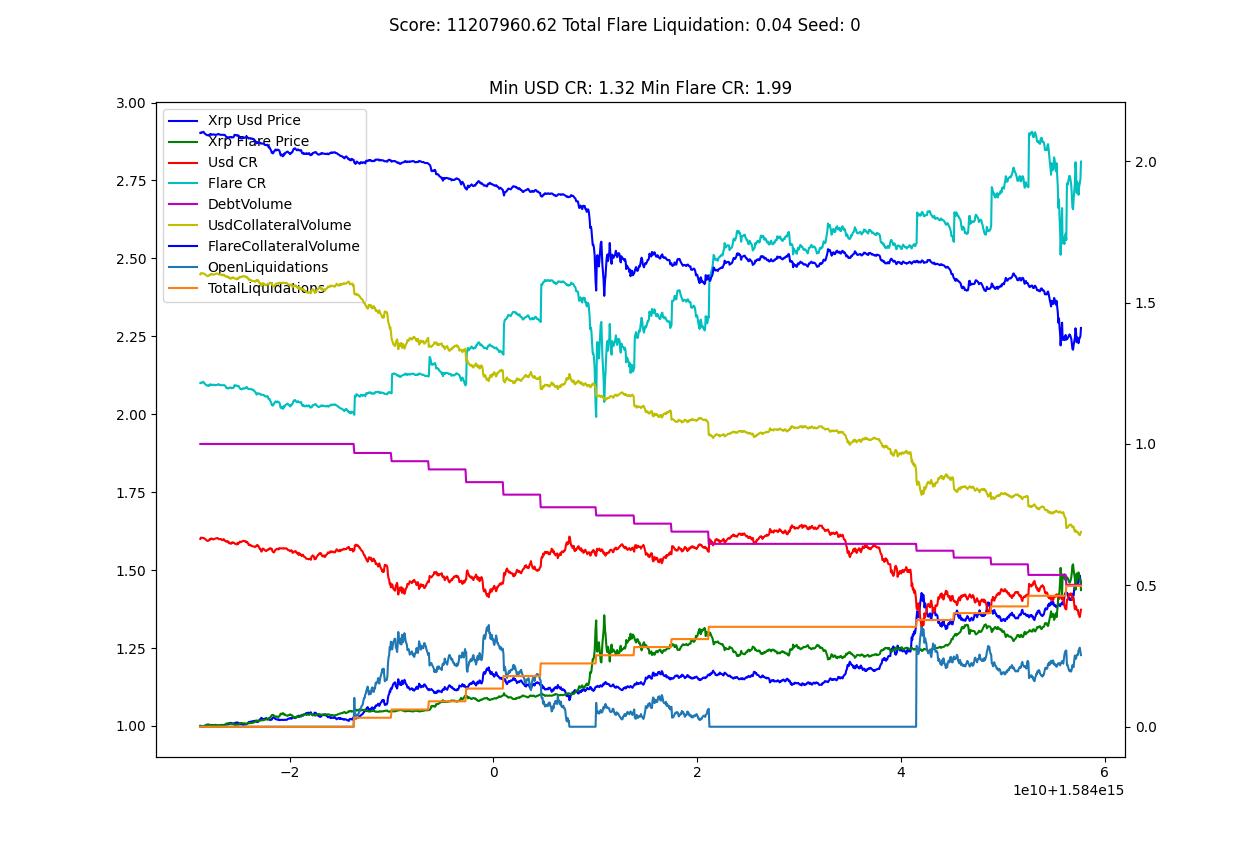 Score: 11207960.62 Total Flare Liquidation: 0.04 Seed: 0
Min USD CR: 1.32 Min Flare CR: 1.99
3.00
2.75
2.50
2.25
2.00
1.75
1.50
1.25
1.00
Xrp Usd Price
Xrp Flare Price
Usd CR
Flare CR
DebtVolume
UsdCollateralVolume
FlareCollateralVolume
OpenLiquidations
TotalLiquidations
2.0
1.5
1.0
0.5
0.0
−2 0 2 4 6
1e10+1.584e15